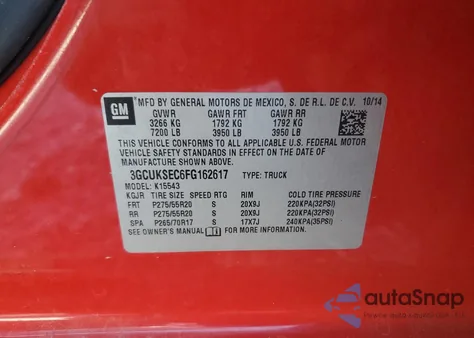 GM
MFD BY GENERAL MOTORS DE MEXICO, S. DE R.L. DE C.V. 10/14
GVWR GAWR FRT GAWR RR
3266 KG 1792 KG 1792 KG
7200 LB 3950 LB 3950 LB
THIS VEHICLE CONFORMS TO ALL APPLICABLE U.S. FEDERAL MOTOR
VEHICLE SAFETY STANDARDS IN EFFECT ON THE DATE OF
MANUFACTURE SHOWN ABOVE.
3GCUKSEC6FG162617 TYPE: TRUCK
MODEL: K15543
KGJR TIRE SIZE SPEED RTG RIM COLD TIRE PRESSURE
FRT P275/55R20 S 20X9J 220KPA(32PSI)
RR P275/55R20 S 20X9J 220KPA(32PSI)
SPA P265/70R17 S 17X7J 240KPA(35PSI)
SEE OWNER'S MANUAL FOR MORE INFORMATION.
autoSnap